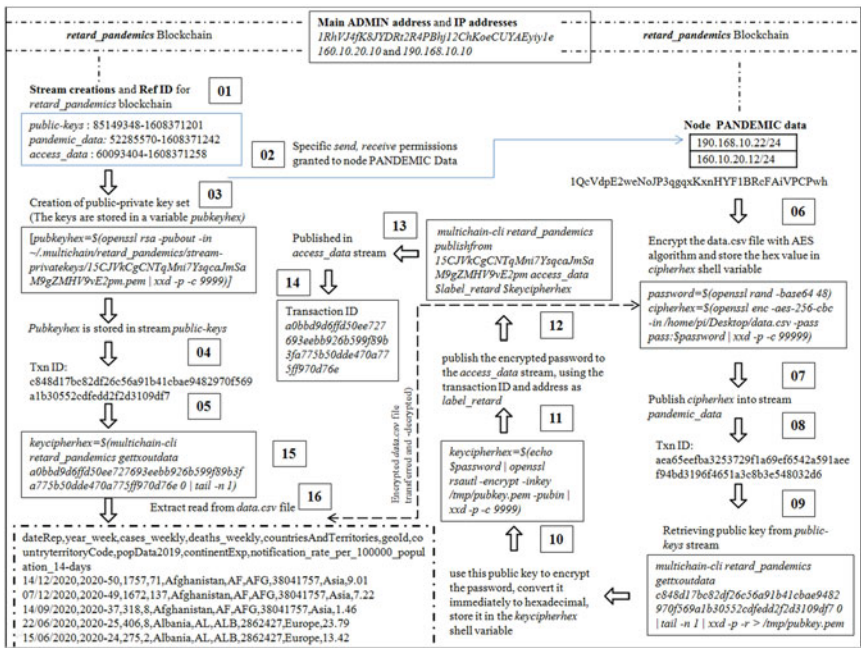 Main ADMIN address and IP addresses
1RhVJ4fK8JYDRt2R4PBhj12ChKoeCUYAEyiy1e
160.10.20.10 and 190.168.10.10
retard_pandemics Blockchain
retard_pandemics Blockchain
Stream creations and Ref ID for
retard_pandemics blockchain
01
public-keys : 85149348-1608371201
pandemic_data: 52285570-1608371242
access_data : 60093404-1608371258
02
Specific send, receive permissions
granted to node PANDEMIC Data
Node PANDEMIC data
190.168.10.22/24
160.10.20.12/24
1QcVdpE2weNoJP3qgqxKxnHYF1BRcFAiVPCPwh
03
Creation of public-private key set
(The keys are stored in a variable pubkeyhex)
[pubkeyhex=$(openssl rsa -pubout -in
~/.multichain/retard_pandemics/stream-
privatekeys/15CJVkCgCNTqMni7YsqcaJmSa
M9gZMHV9vE2pm.pem | xxd -p -c 9999)]
Pubkeyhex is stored in stream public-keys
04
Txn ID:
c848d17bc82df26c56a91b41cbae9482970f569
a1b30552cdfedd2f2d3109df7
05
keycipherhex=$(multichain-cli
retard_pandemics gettxoutdata
a0bbd9d6ffd50ee727693eebb926b599f89b3f
a775b50dde470a775ff970d76e 0 | tail -n 1)
15
16
Extract read from data.csv file
dateRep,year_week,cases_weekly,deaths_weekly,countriesAndTerritories,geoId,co
untryterritoryCode,popData2019,continentExp,notification_rate_per_100000_popul
ation_14-days
14/12/2020,2020-50,1757,71,Afghanistan,AF,AFG,38041757,Asia,9.01
07/12/2020,2020-49,1672,137,Afghanistan,AF,AFG,38041757,Asia,7.22
14/09/2020,2020-37,318,8,Afghanistan,AF,AFG,38041757,Asia,1.46
22/06/2020,2020-25,406,8,Albania,AL,ALB,2862427,Europe,23.79
15/06/2020,2020-24,275,2,Albania,AL,ALB,2862427,Europe,13.42
13
Published in
access_data stream
14
Transaction ID
a0bbd9d6ffd50ee727
693eebb926b599f89b
3fa775b50dde470a77
5ff970d76e
Encrypted data.csv file
transferred and -decrypted)
multichain-cli retard_pandemics
publishfrom
15CJVkCgCNTqMni7YsqcaJmSa
M9gZMHV9vE2pm access_data
$label_retard $keycipherhex
12
publish the encrypted password to
the access_data stream, using the
transaction ID and address as
label_retard
11
keycipherhex=$(echo
$password | openssl
rsautl -encrypt -inkey
/tmp/pubkey.pem -pubin |
xxd -p -c 9999)
10
use this public key to encrypt
the password, convert it
immediately to hexadecimal,
store it in the keycipherhex
shell variable
06
Encrypt the data.csv file with AES
algorithm and store the hex value in
cipherhex shell variable
password=$(openssl rand -base64 48)
cipherhex=$(openssl enc -aes-256-cbc
-in /home/pi/Desktop/data.csv -pass
pass:$password | xxd -p -c 99999)
07
Publish cipherhex into stream
pandemic_data
08
Txn ID:
aea65eefba3253729f1a69ef6542a591aee
f94bd3196f4651a3c8b3e548032d6
09
Retrieving public key from public-
keys stream
multichain-cli retard_pandemics
gettxoutdata
c848d17bc82df26c56a91b41cbae9482
970f569a1b30552cdfedd2f2d3109df7 0
| tail -n 1 | xxd -p -r > /tmp/pubkey.pem